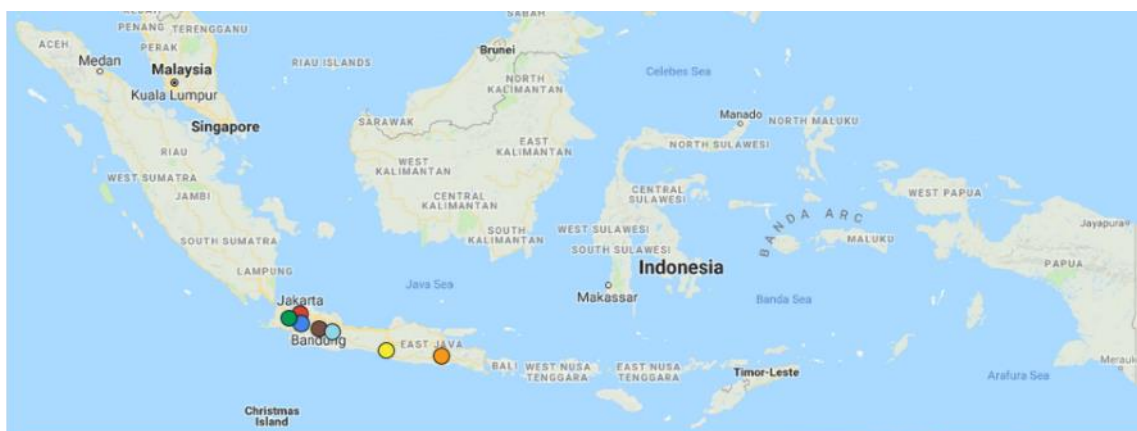 SABAH
PENANG
TERENGGANU
ACEH
PERAK
Medan
Malaysia
Kuala Lumpur
RIAU ISLANDS
Brunei
NORTH
KALIMANTAN
Celebes Sea
Singapore
SARAWAK
Manado
NORTH MALUKU
RIAU
WEST
KALIMANTAN
EAST
KALIMANTAN
NORTH SULAWESI
WEST SUMATRA
JAMBI
CENTRAL
KALIMANTAN
CENTRAL
SULAWESI
WEST PAPUA
SOUTH SUMATRA
SOUTH
KALIMANTAN
WEST SULAWESI
SOUTH SULAWESI
BANDA ARC
MALUKU
Jayapura
LAMPUNG
Indonesia
PAPUA
Java Sea
Makassar
Banda Sea
Jakarta
Bandung
EAST JAVA
BALI
WEST NUSA
TENGGARA
EAST NUSA
TENGGARA
Timor-Leste
Arafura Sea
Christmas
Island